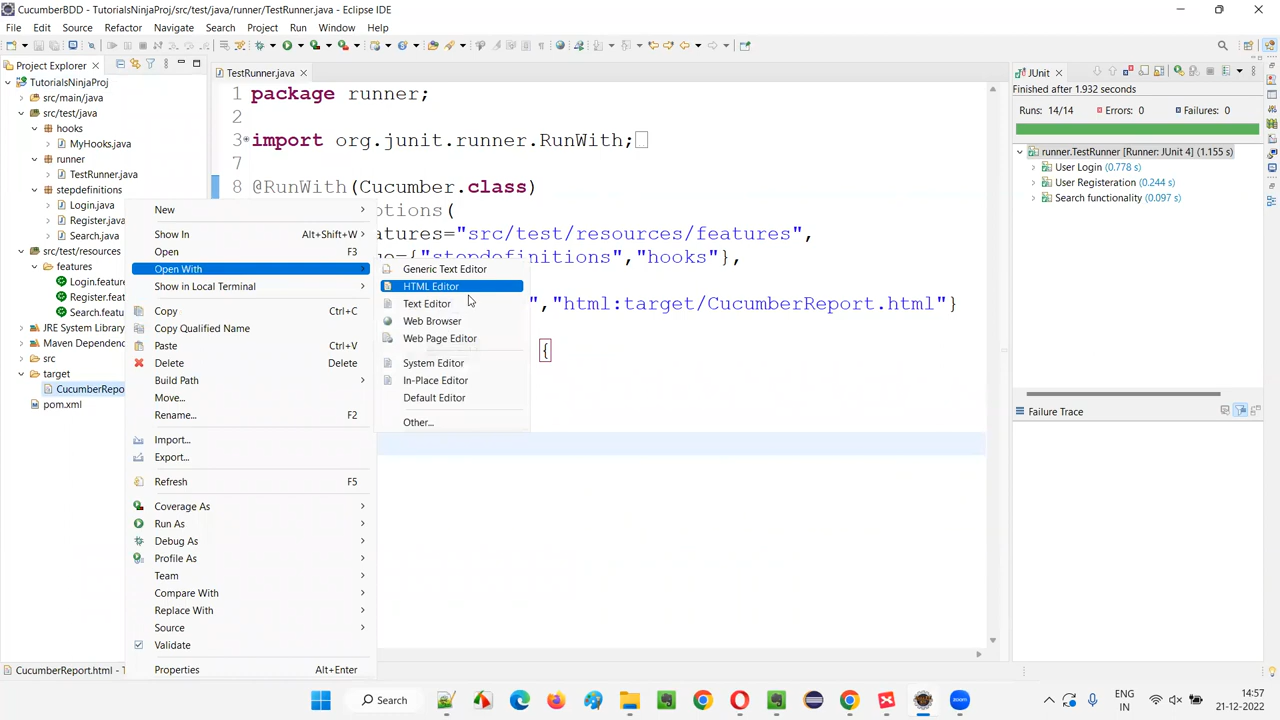 CucumberBDD - TutorialsNinjaProj/src/test/java/runner/TestRunner.java - Eclipse IDE
File Edit Source Refactor Navigate Search Project Run Window Help
Project Explorer
TutorialsNinjaProj
src/main/java
src/test/java
hooks
MyHooks.java
runner
TestRunner.java
stepdefinitions
Login.java
Register.java
Search.java
src/test/resources
features
Login.feature
Register.feat
Search.featu
JRE System Library
Maven Dependenc
src
target
CucumberRepo
pom.xml
New
Show In Alt+Shift+W
Open F3
Open With
Show in Local Terminal
Copy Ctrl+C
Copy Qualified Name
Paste Ctrl+V
Delete Delete
Build Path
Move...
Rename... F2
Import...
Export...
Refresh F5
Coverage As
Run As
Debug As
Profile As
Team
Compare With
Replace With
Source
Validate
Properties Alt+Enter
Generic Text Editor
HTML Editor
Text Editor
Web Browser
Web Page Editor
System Editor
In-Place Editor
Default Editor
Other...
TestRunner.java
1 package runner;
2
3 import org.junit.runner.RunWith;
7
8 @RunWith(Cucumber.class)
ptions(
atures="src/test/resources/features",
ue={"stepdefinitions","hooks"},
","html:target/CucumberReport.html"}
{
JUnit
Finished after 1.932 seconds
Runs: 14/14 Errors: 0 Failures: 0
runner.TestRunner [Runner: JUnit 4] (1.155 s)
User Login (0.778 s)
User Registeration (0.244 s)
Search functionality (0.097 s)
Failure Trace
CucumberReport.html - T
Search
ENG
IN
14:57
21-12-2022